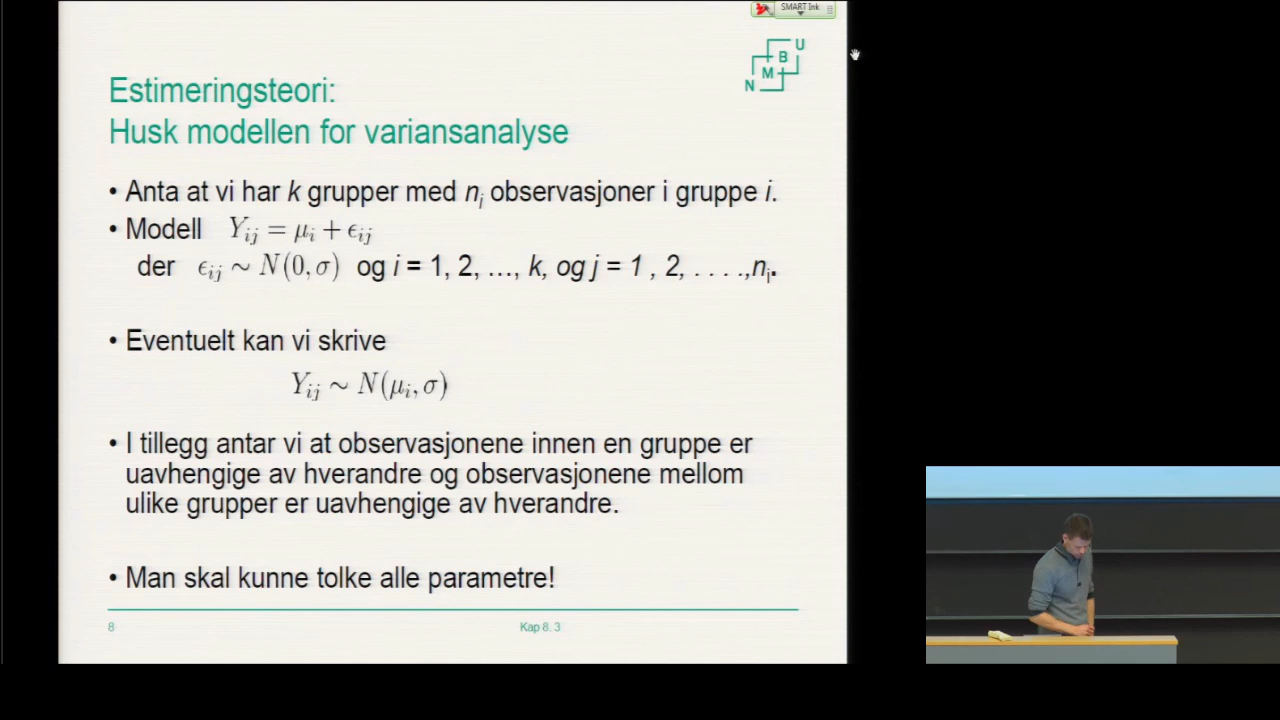 SMART Ink
U
B
M
N
Estimeringsteori:
Husk modellen for variansanalyse
• Anta at vi har k grupper med nᵢ observasjoner i gruppe i.
• Modell Yᵢⱼ = μᵢ + ϵᵢⱼ
der ϵᵢⱼ ∼ N(0, σ) og i = 1, 2, …, k, og j = 1 , 2, . . . .,nᵢ.
• Eventuelt kan vi skrive
Yᵢⱼ ∼ N(μᵢ, σ)
• I tillegg antar vi at observasjonene innen en gruppe er
uavhengige av hverandre og observasjonene mellom
ulike grupper er uavhengige av hverandre.
• Man skal kunne tolke alle parametre!
8
Kap 8. 3